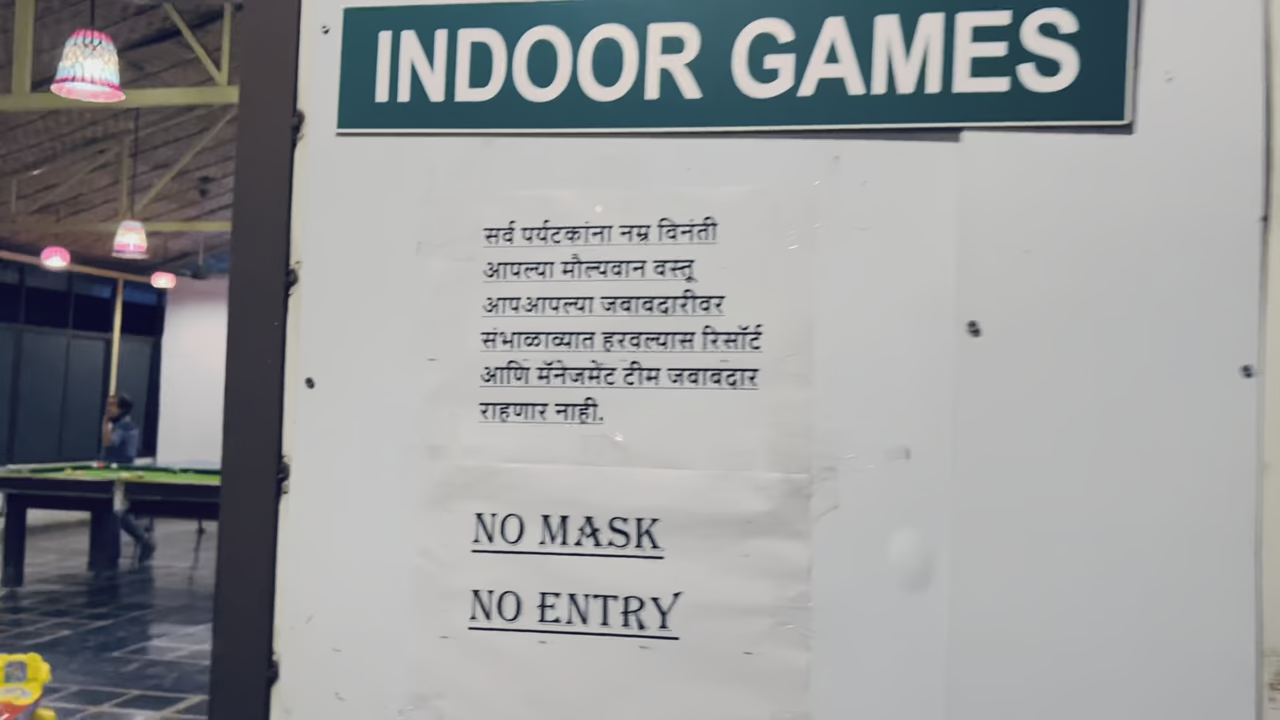 INDOOR GAMES
सर्व पर्यटकांना नम्र विनंती
आपल्या मौल्यवान वस्तू
आपआपल्या जवाबदारीवर
संभाळाव्यात हरवल्यास रिसॉर्ट
आणि मॅनेजमेंट टीम जवाबदार
राहणार नाही.
NO MASK
NO ENTRY